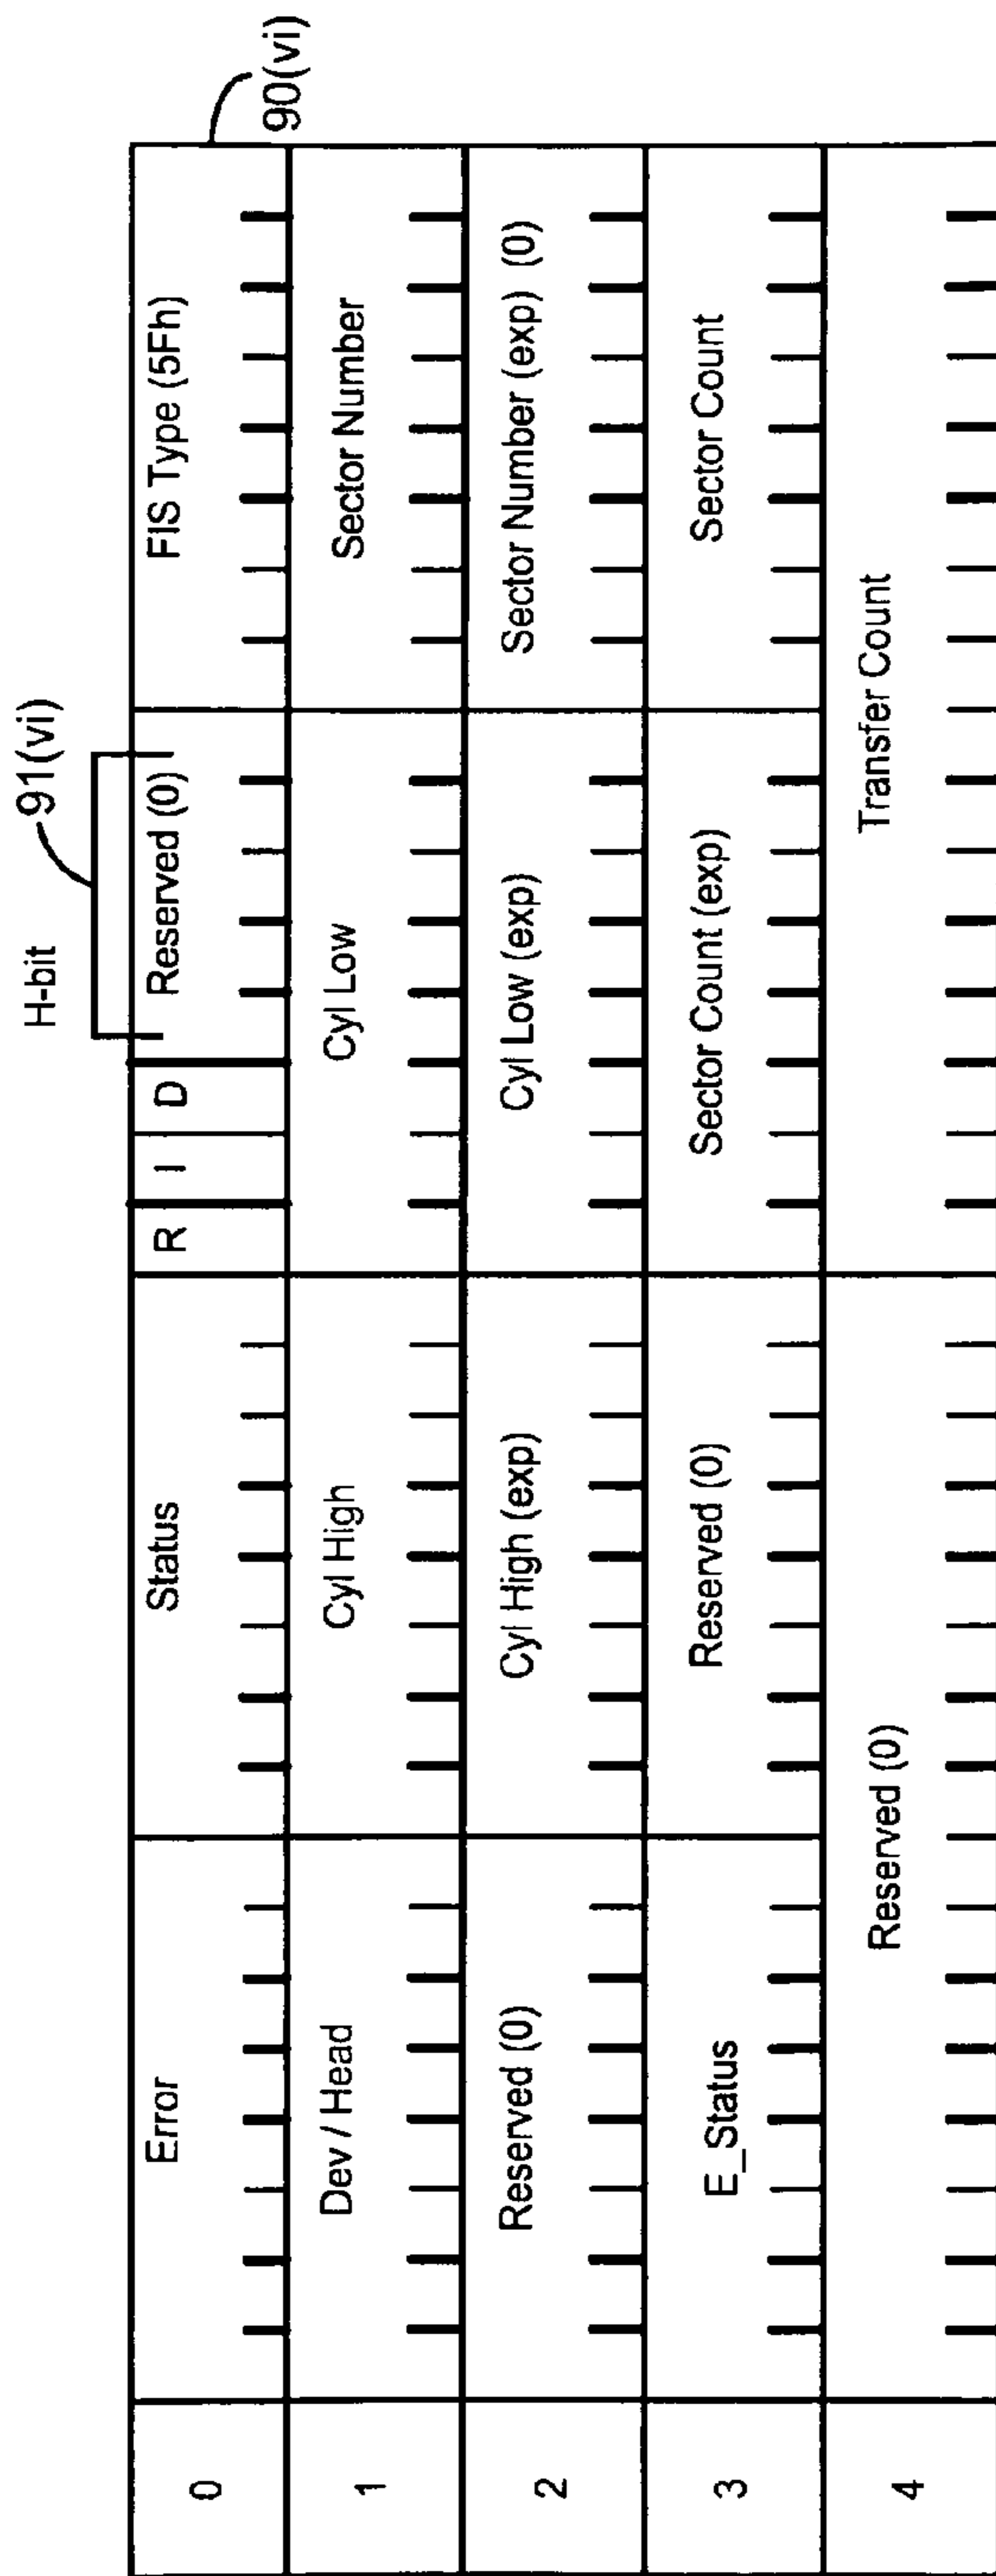 H-bit
91(vi)
90(vi)
0 Error Status R I D Reserved (0) FIS Type (5Fh)
1 Dev / Head Cyl High Cyl Low Sector Number
2 Reserved (0) Cyl High (exp) Cyl Low (exp) Sector Number (exp) (0)
3 E_Status Reserved (0) Sector Count (exp) Sector Count
4 Reserved (0) Transfer Count